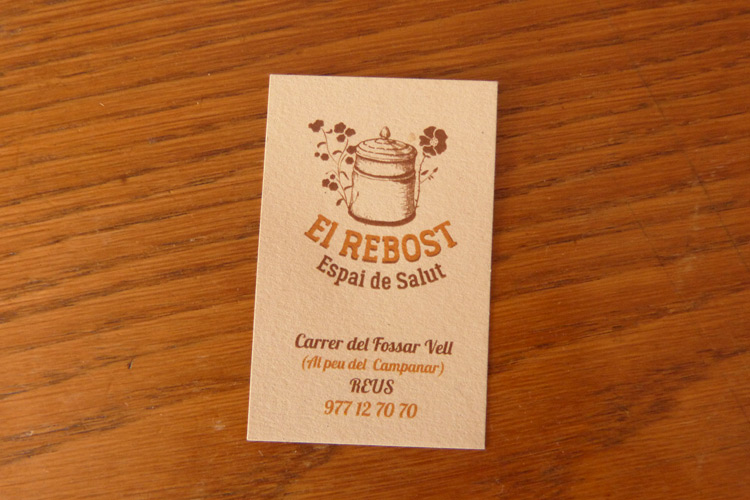 El REBOST
Espai de Salut
Carrer del Fossar Vell
(Al peu del Campanar)
REUS
977 12 70 70